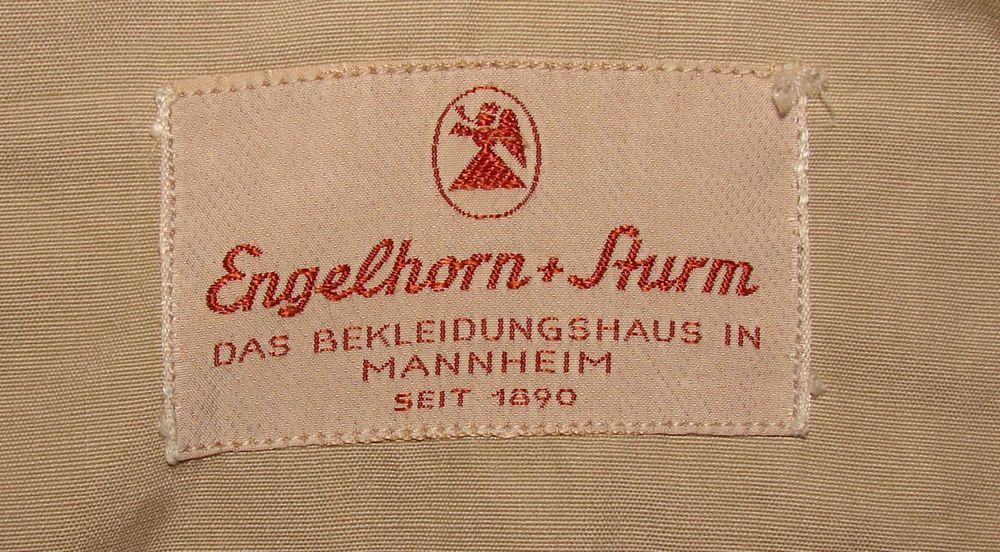 Engelhorn + Sturm
DAS BEKLEIDUNGSHAUS IN
MANNHEIM
SEIT 1890